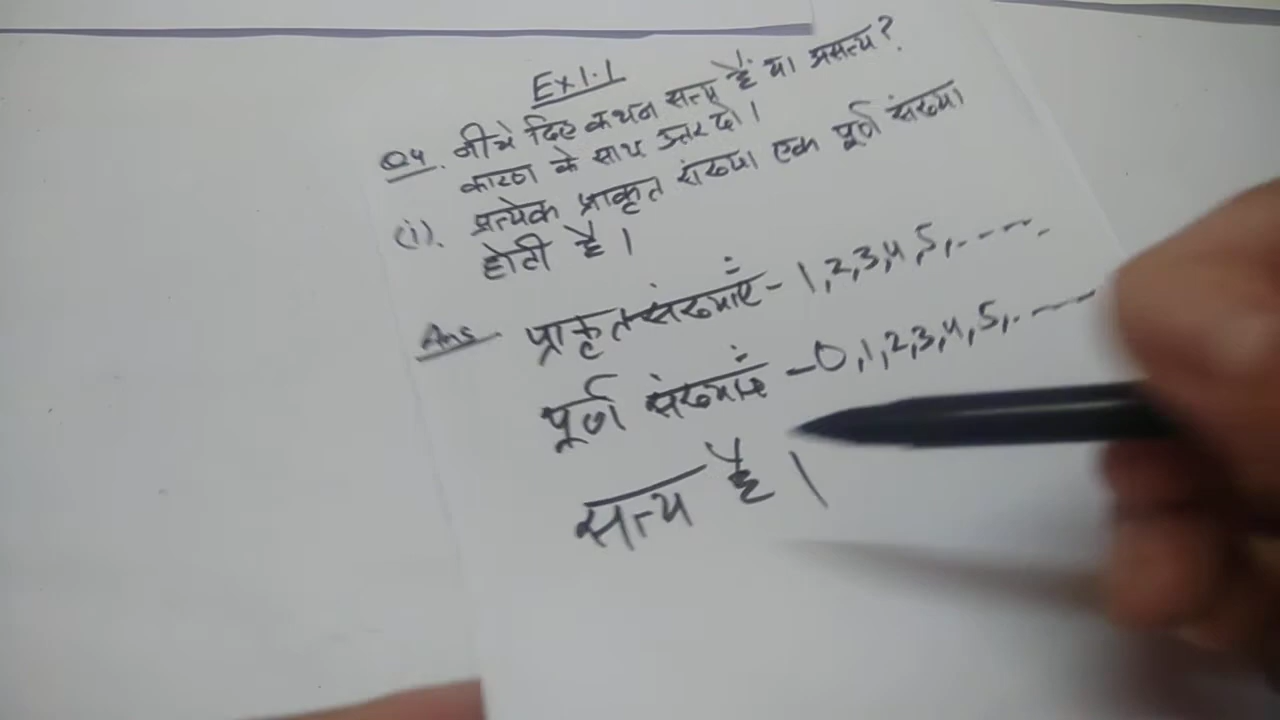 Ex 1.1
Q4. नीचे दिए कथन सत्य हैं या असत्य?
कारण के साथ उत्तर दो।
(i). प्रत्येक प्राकृत संख्या एक पूर्ण संख्या
होती है।
Ans. प्राकृत संख्याएँ - 1,2,3,4,5,.----.
पूर्ण संख्याएँ - 0,1,2,3,4,5,.----
सत्य है।